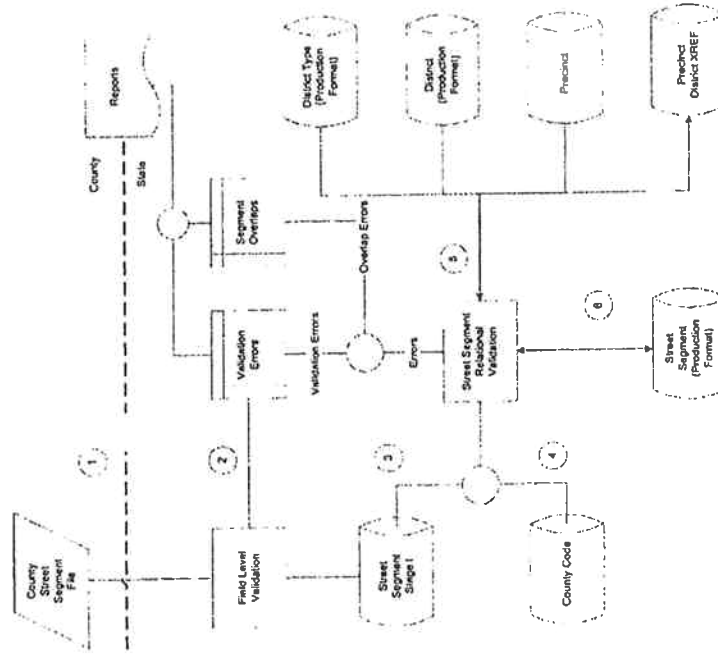 County
Street
Segment
File
1
County
State
Reports
Field Level
Validation
2
Validation
Errors
Segment
Overlaps
Validation Errors
Overlap Errors
Errors
Street
Segment
Stage I
3
County Code
4
Street Segment
Relational
Validation
5
6
Street
Segment
(Production
Format)
District Type
(Production
Format)
District
(Production
Format)
Precinct
Precinct
District XREF